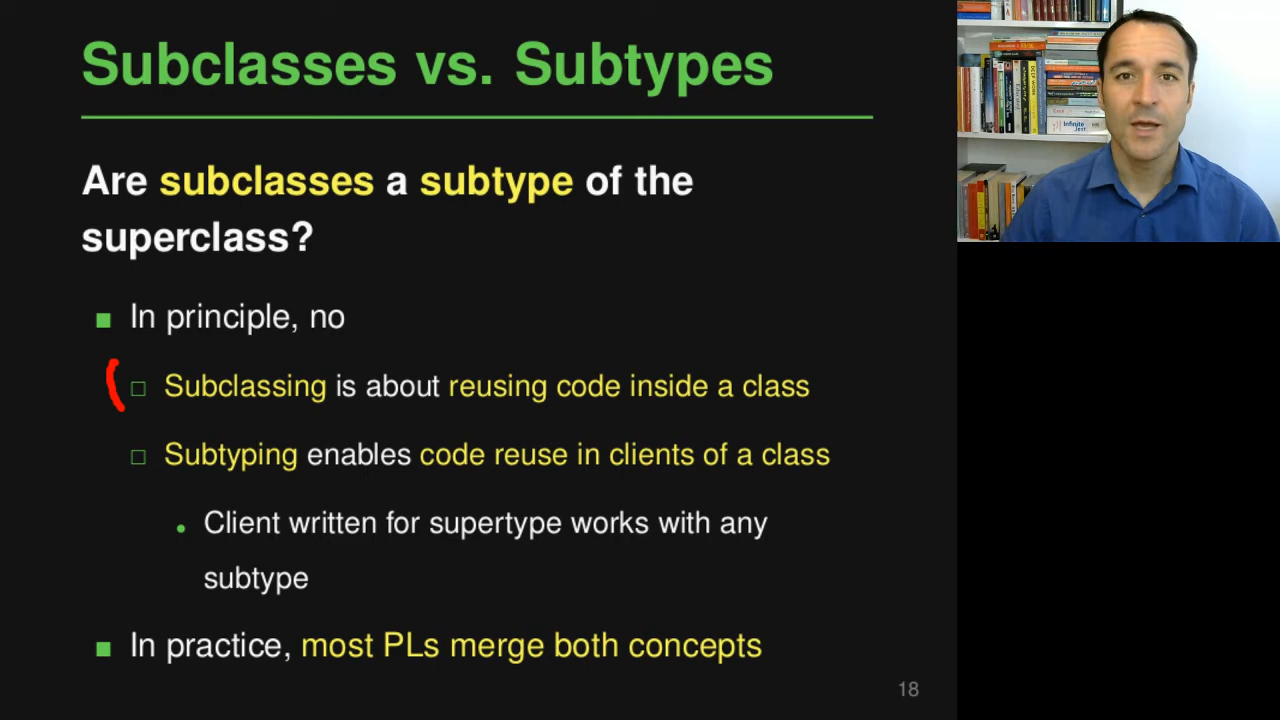 Subclasses vs. Subtypes
Are subclasses a subtype of the
superclass?
In principle, no
Subclassing is about reusing code inside a class
Subtyping enables code reuse in clients of a class
Client written for supertype works with any
subtype
In practice, most PLs merge both concepts
18
Infinite
Jest